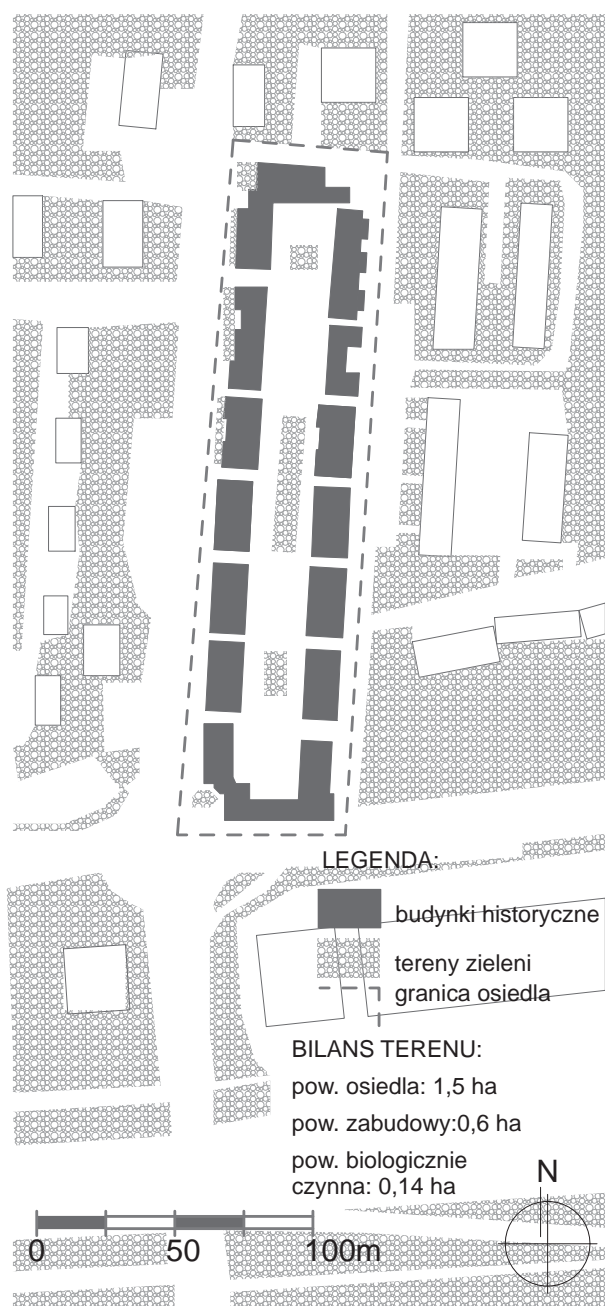 LEGENDA:
budynki historyczne
tereny zieleni
granica osiedla
BILANS TERENU:
pow. osiedla: 1,5 ha
pow. zabudowy:0,6 ha
pow. biologicznie
czynna: 0,14 ha
N
0 50 100m